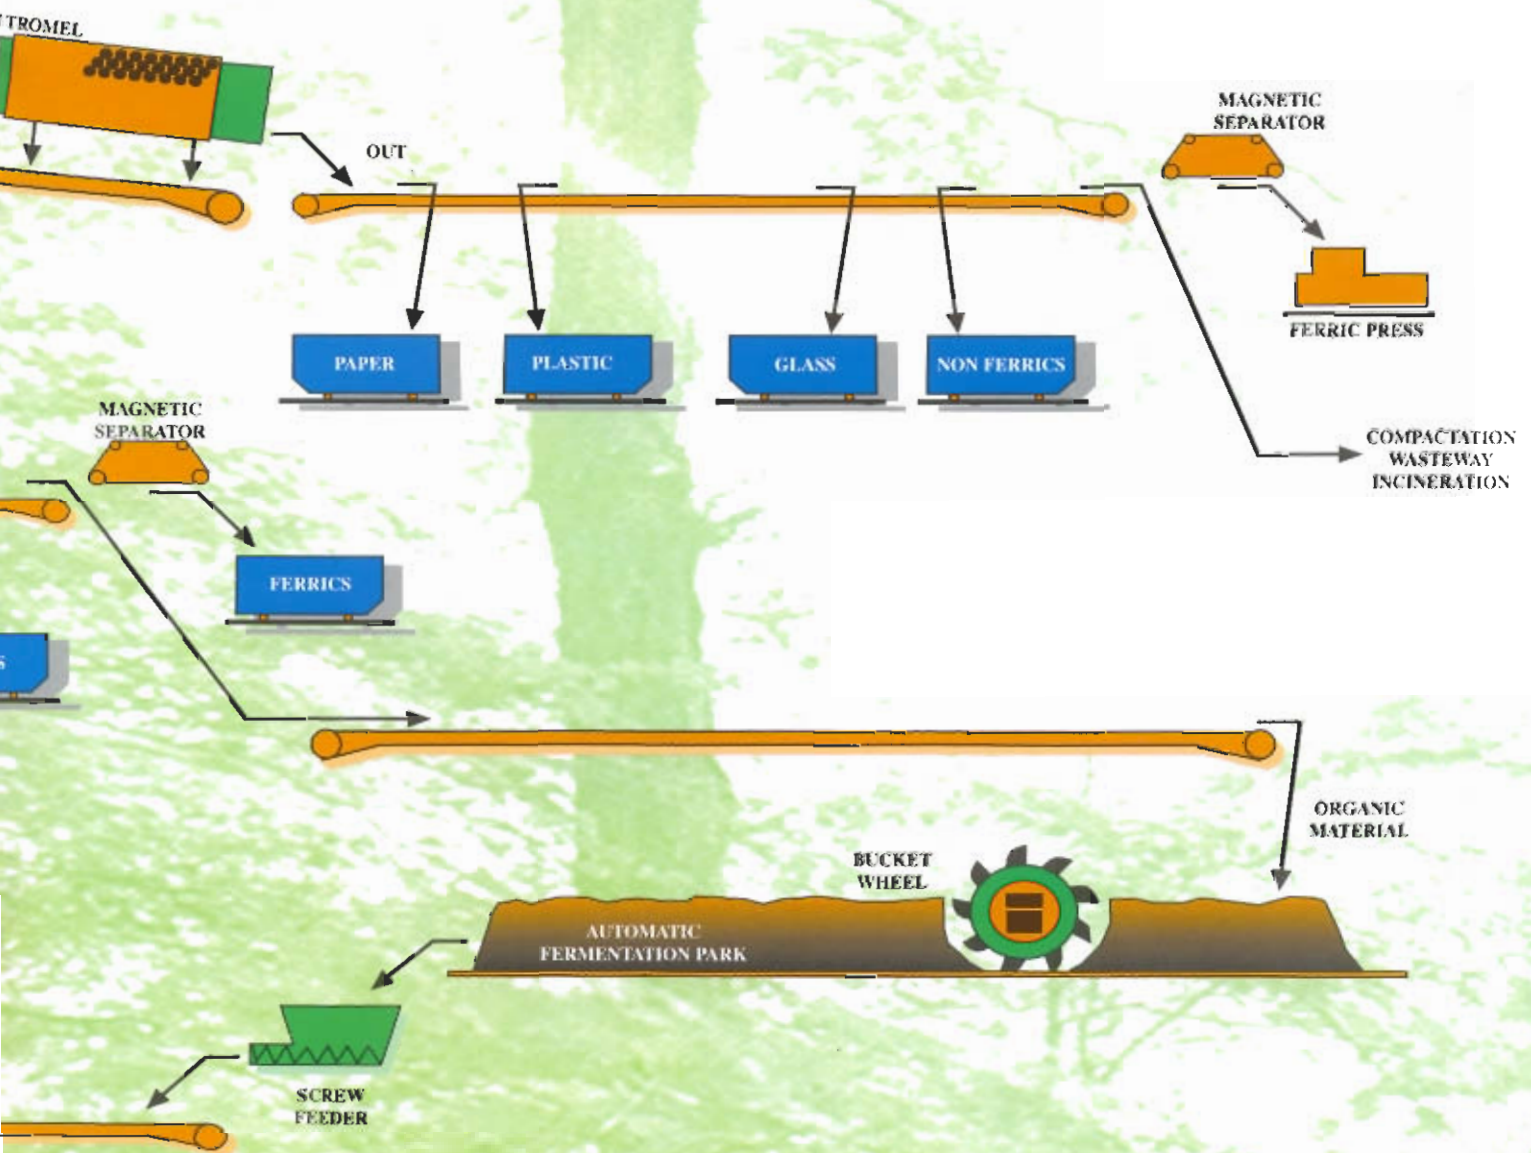 TROMEL
MAGNETIC
SEPARATOR
OUT
FERRIC PRESS
PAPER
PLASTIC
GLASS
NON FERRICS
MAGNETIC
SEPARATOR
COMPACTATION
WASTEWAY
INCINERATION
FERRICS
S
ORGANIC
MATERIAL
BUCKET
WHEEL
AUTOMATIC
FERMENTATION PARK
SCREW
FEEDER